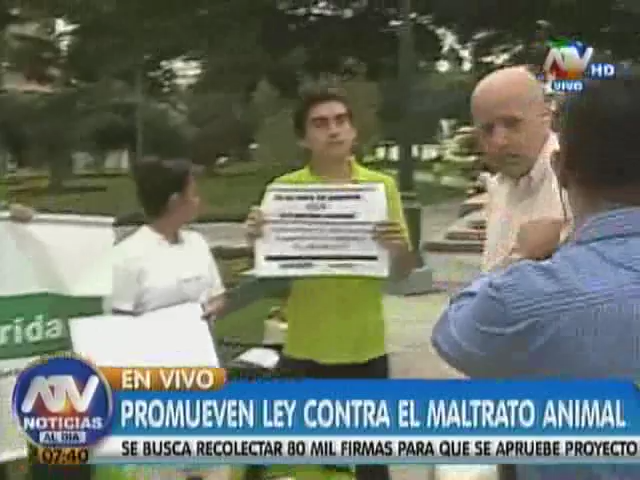 ATV HD
VIVO
rida
EN VIVO
ATV
NOTICIAS
AL DIA
07:40
PROMUEVEN LEY CONTRA EL MALTRATO ANIMAL
SE BUSCA RECOLECTAR 80 MIL FIRMAS PARA QUE SE APRUEBE PROYECTO